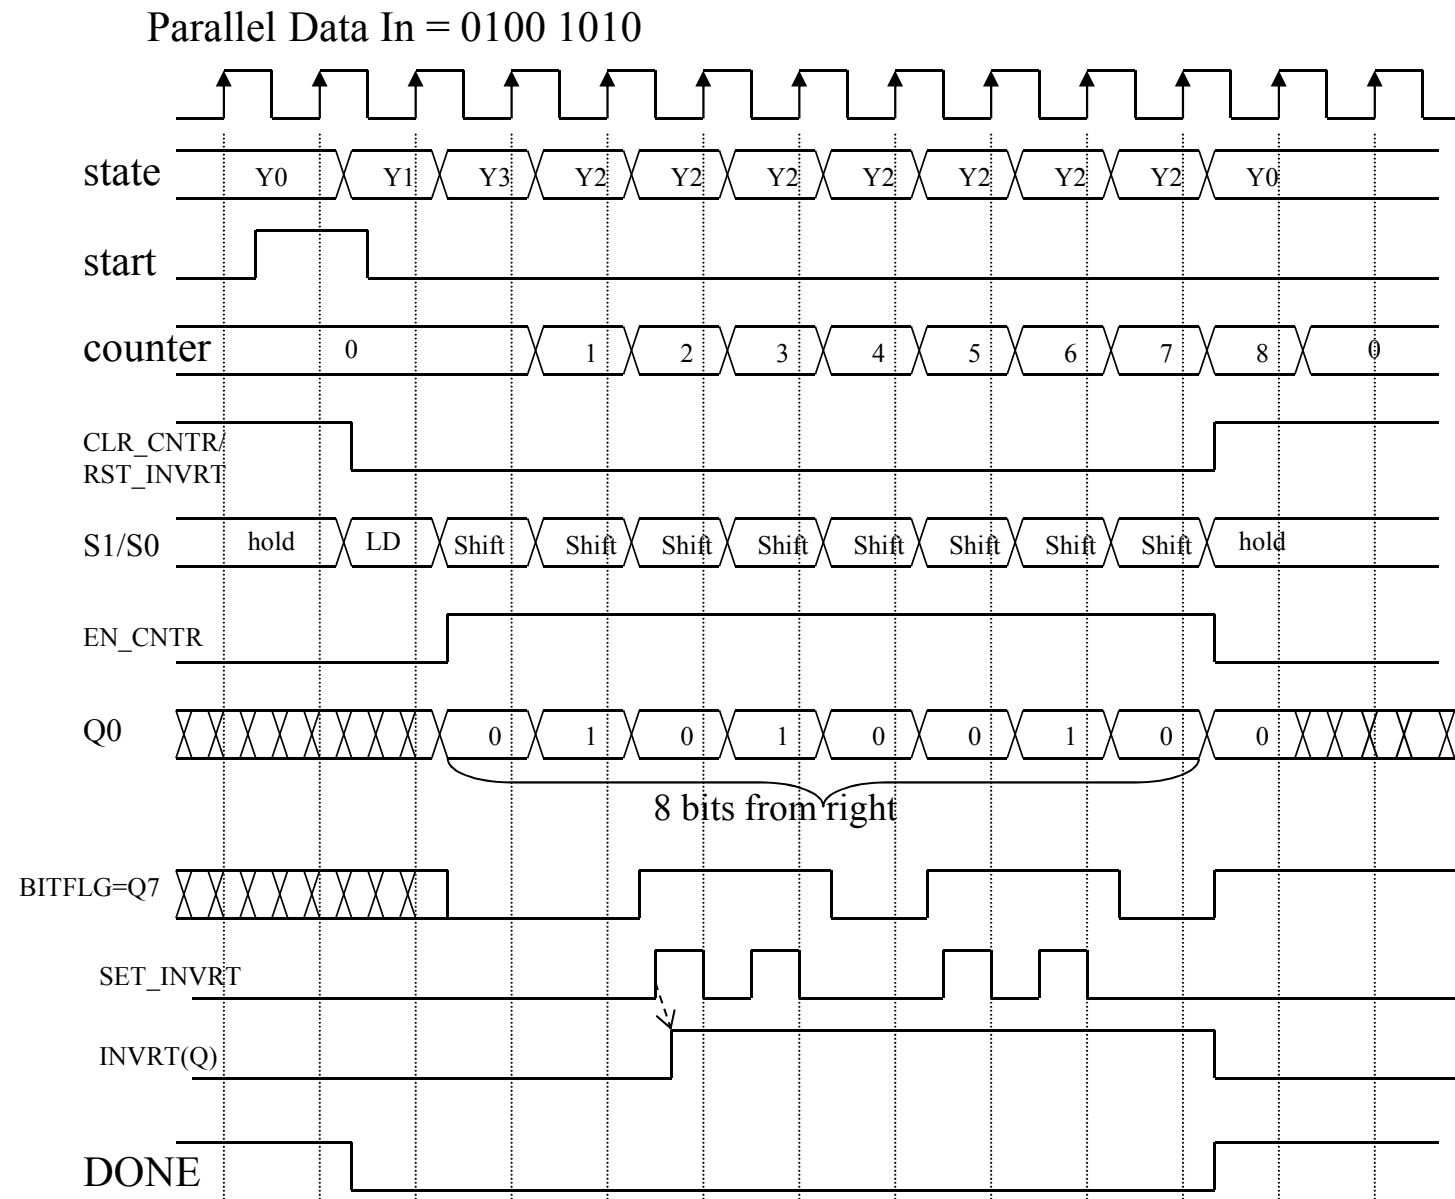 Parallel Data In = 0100 1010
state Y0 Y1 Y3 Y2 Y2 Y2 Y2 Y2 Y2 Y2 Y0
start
counter 0 1 2 3 4 5 6 7 8 0
CLR_CNTR/
RST_INVRT
S1/S0 hold LD Shift Shift Shift Shift Shift Shift Shift Shift hold
EN_CNTR
Q0 0 1 0 1 0 0 1 0 0
8 bits from right
BITFLG=Q7
SET_INVRT
INVRT(Q)
DONE